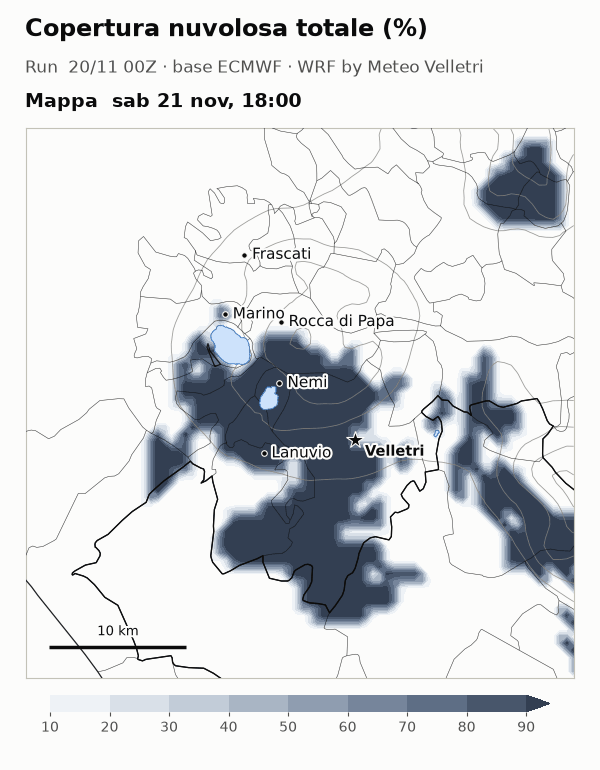 Copertura nuvolosa totale (%)
Run  20/11 00Z · base ECMWF · WRF by Meteo Velletri
Mappa  sab 21 nov, 18:00
Frascati
Marino
Rocca di Papa
Nemi
Velletri
Lanuvio
10 km
10 20 30 40 50 60 70 80 90